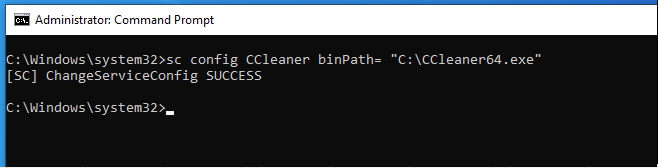 Administrator: Command Prompt
C:\Windows\system32>sc config CCleaner binPath= "C:\CCleaner64.exe"
[SC] ChangeServiceConfig SUCCESS
C:\Windows\system32>